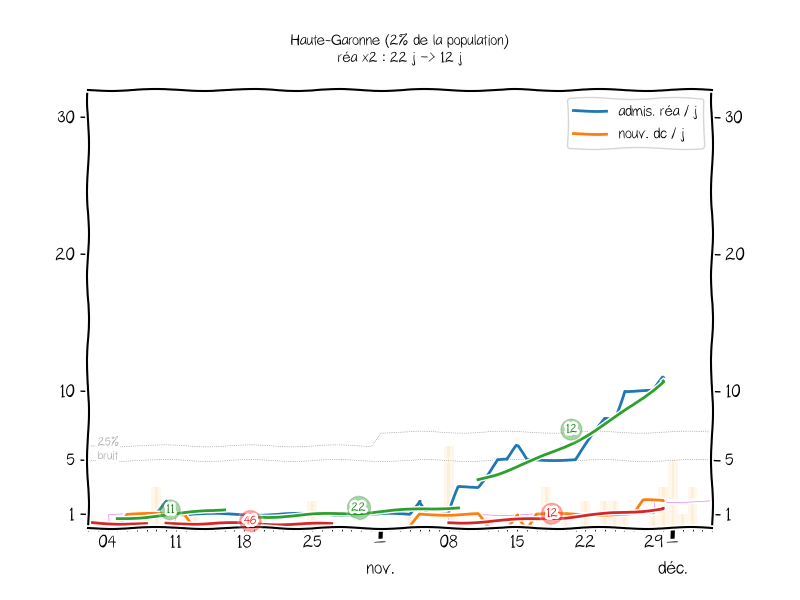 Haute-Garonne (2% de la population)
réa x2 : 22 j -> 12 j
admis. réa / j
nouv. dc / j
30 30
20 20
10 10
25%
bruit
5 5
1 1
11 46 22 12 12
04 11 18 25 08 15 22 29
nov. déc.